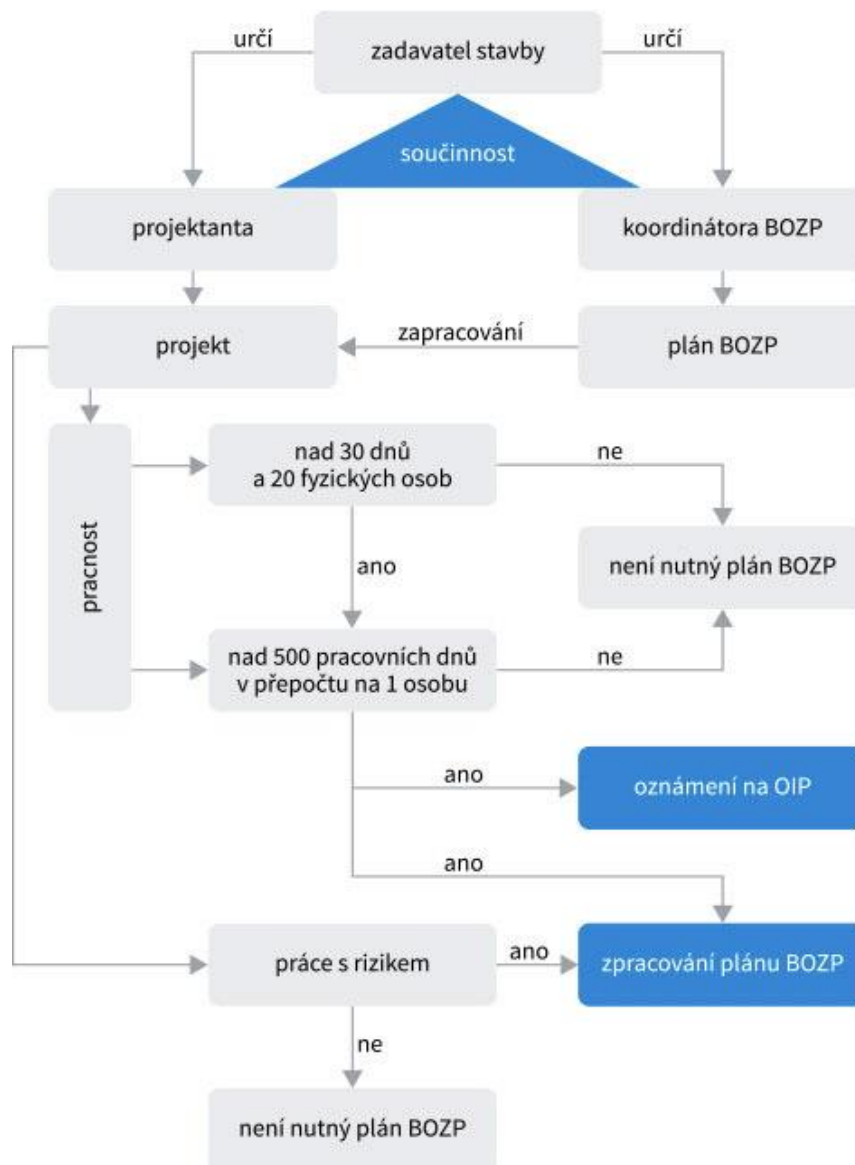 určí
zadavatel stavby
určí
součinnost
projektanta
koordinátora BOZP
projekt
zapracování
plán BOZP
pracnost
nad 30 dnů
a 20 fyzických osob
ne
ano
není nutný plán BOZP
nad 500 pracovních dnů
v přepočtu na 1 osobu
ne
ano
oznámení na OIP
ano
práce s rizikem
ano
zpracování plánu BOZP
ne
není nutný plán BOZP